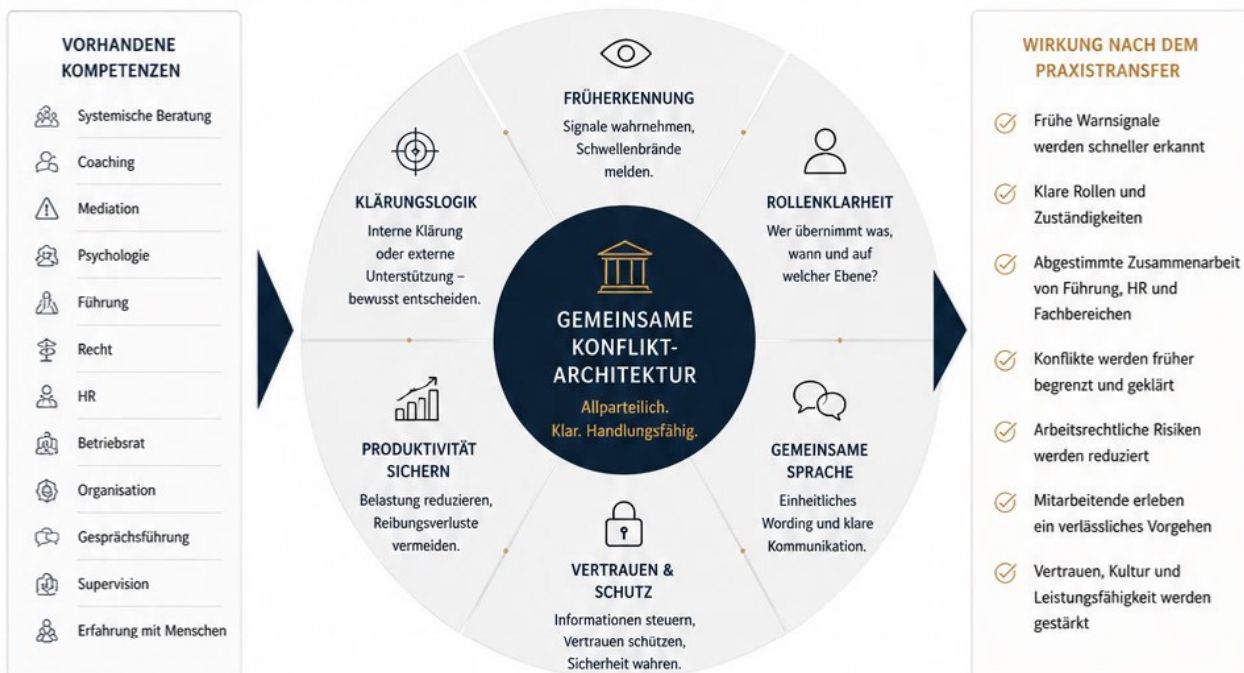 VORHANDENE
KOMPETENZEN
Systemische Beratung
Coaching
Mediation
Psychologie
Führung
Recht
HR
Betriebsrat
Organisation
Gesprächsführung
Supervision
Erfahrung mit Menschen
FRÜHERKENNUNG
Signale wahrnehmen,
Schwellenbrände
melden.
ROLLENKLARHEIT
Wer übernimmt was,
wann und auf
welcher Ebene?
GEMEINSAME
SPRACHE
Einheitliches
Wording und klare
Kommunikation.
VERTRAUEN &
SCHUTZ
Informationen steuern,
Vertrauen schützen,
Sicherheit wahren.
PRODUKTIVITÄT
SICHERN
Belastung reduzieren,
Reibungsverluste
vermeiden.
KLÄRUNGSLOGIK
Interne Klärung
oder externe
Unterstützung –
bewusst entscheiden.
GEMEINSAME
KONFLIKT-
ARCHITEKTUR
Allparteilich.
Klar. Handlungsfähig.
WIRKUNG NACH DEM
PRAXISTRANSFER
Frühe Warnsignale
werden schneller erkannt
Klare Rollen und
Zuständigkeiten
Abgestimmte Zusammenarbeit
von Führung, HR und
Fachbereichen
Konflikte werden früher
begrenzt und geklärt
Arbeitsrechtliche Risiken
werden reduziert
Mitarbeitende erleben
ein verlässliches Vorgehen
Vertrauen, Kultur und
Leistungsfähigkeit werden
gestärkt